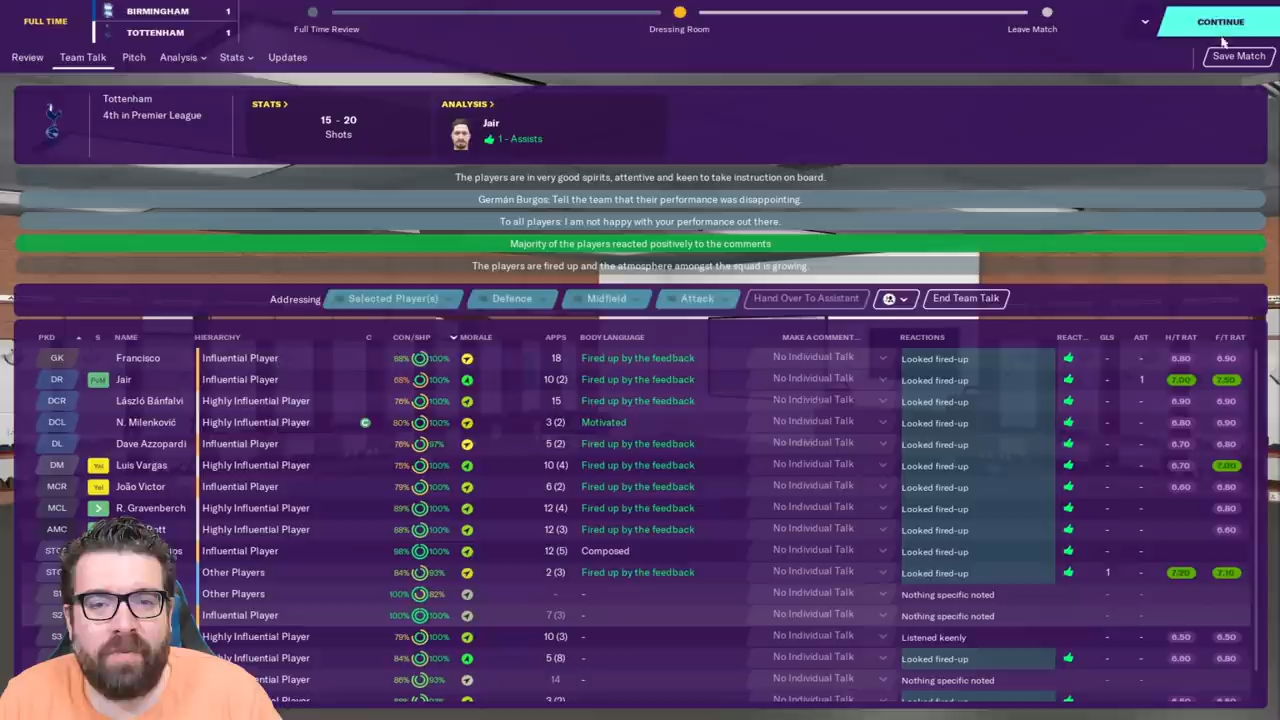 FULL TIME
BIRMINGHAM 1
TOTTENHAM 1
Full Time Review
Dressing Room
Leave Match
CONTINUE
Review Team Talk Pitch Analysis Stats Updates
Save Match
Tottenham
4th in Premier League
STATS >
15 - 20
Shots
ANALYSIS >
Jair
1 - Assists
The players are in very good spirits, attentive and keen to take instruction on board.
Germán Burgos: Tell the team that their performance was disappointing.
To all players: I am not happy with your performance out there.
Majority of the players reacted positively to the comments
The players are fired up and the atmosphere amongst the squad is growing.
Addressing Selected Player(s) Defence Midfield Attack Hand Over To Assistant End Team Talk
PKD S NAME HIERARCHY C CON/SHP MORALE APPS BODY LANGUAGE MAKE A COMMENT... REACTIONS REACT... GLS AST H/T RAT F/T RAT
GK Francisco Influential Player 88% 100% 18 Fired up by the feedback No Individual Talk Looked fired-up - - 6.80 6.90
DR PoM Jair Influential Player 68% 100% 10 (2) Fired up by the feedback No Individual Talk Looked fired-up - 1 7.00 7.50
DCR László Bánfalvi Highly Influential Player 76% 100% 15 Fired up by the feedback No Individual Talk Looked fired-up - - 6.90 6.90
DCL N. Milenković Highly Influential Player C 80% 100% 3 (2) Motivated No Individual Talk Looked fired-up - - 6.80 6.90
DL Dave Azzopardi Influential Player 76% 97% 5 (2) Fired up by the feedback No Individual Talk Looked fired-up - - 6.70 6.80
DM Yel Luis Vargas Highly Influential Player 75% 100% 10 (4) Fired up by the feedback No Individual Talk Looked fired-up - - 6.70 7.00
MCR Yel João Victor Influential Player 79% 100% 6 (2) Fired up by the feedback No Individual Talk Looked fired-up - - 6.60 6.80
MCL R. Gravenberch Highly Influential Player 89% 100% 12 (4) Fired up by the feedback No Individual Talk Looked fired-up - - 6.80
AMC Highly Influential Player 88% 100% 12 (3) Fired up by the feedback No Individual Talk Looked fired-up - - 6.60
Influential Player 98% 100% 12 (5) Composed No Individual Talk Looked fired-up - -
Other Players 84% 93% 2 (3) Fired up by the feedback No Individual Talk Looked fired-up 1 - 7.20 7.10
S1 Other Players 100% 82% - - No Individual Talk Nothing specific noted - -
S2 Influential Player 100% 100% 7 (3) - No Individual Talk Nothing specific noted - -
S3 Highly Influential Player 79% 100% 10 (3) - No Individual Talk Listened keenly - - 6.50 6.50
Highly Influential Player 84% 100% 5 (8) - No Individual Talk Looked fired-up - - 6.60 6.80
Influential Player 86% 93% 14 - No Individual Talk Nothing specific noted - -